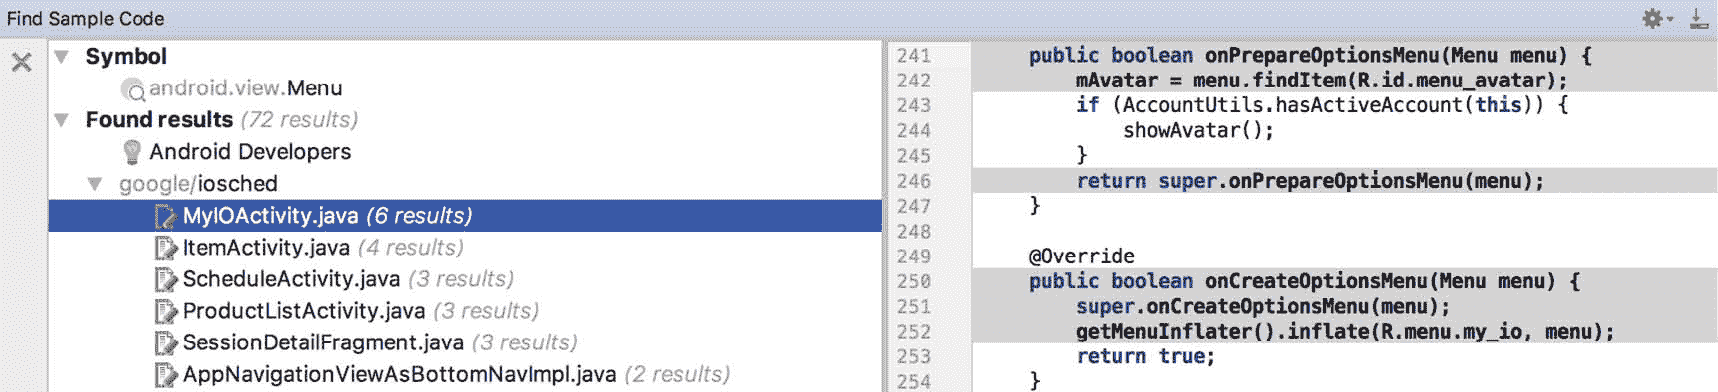 Find Sample Code
Symbol
android.view.Menu
Found results (72 results)
Android Developers
google/iosched
MyIOActivity.java (6 results)
ItemActivity.java (4 results)
ScheduleActivity.java (3 results)
ProductListActivity.java (3 results)
SessionDetailFragment.java (3 results)
AppNavigationViewAsBottomNavImpl.java (2 results)
241 public boolean onPrepareOptionsMenu(Menu menu) {
242 mAvatar = menu.findItem(R.id.menu_avatar);
243 if (AccountUtils.hasActiveAccount(this)) {
244 showAvatar();
245 }
246 return super.onPrepareOptionsMenu(menu);
247 }
248
249 @Override
250 public boolean onCreateOptionsMenu(Menu menu) {
251 super.onCreateOptionsMenu(menu);
252 getMenuInflater().inflate(R.menu.my_io, menu);
253 return true;
254 }